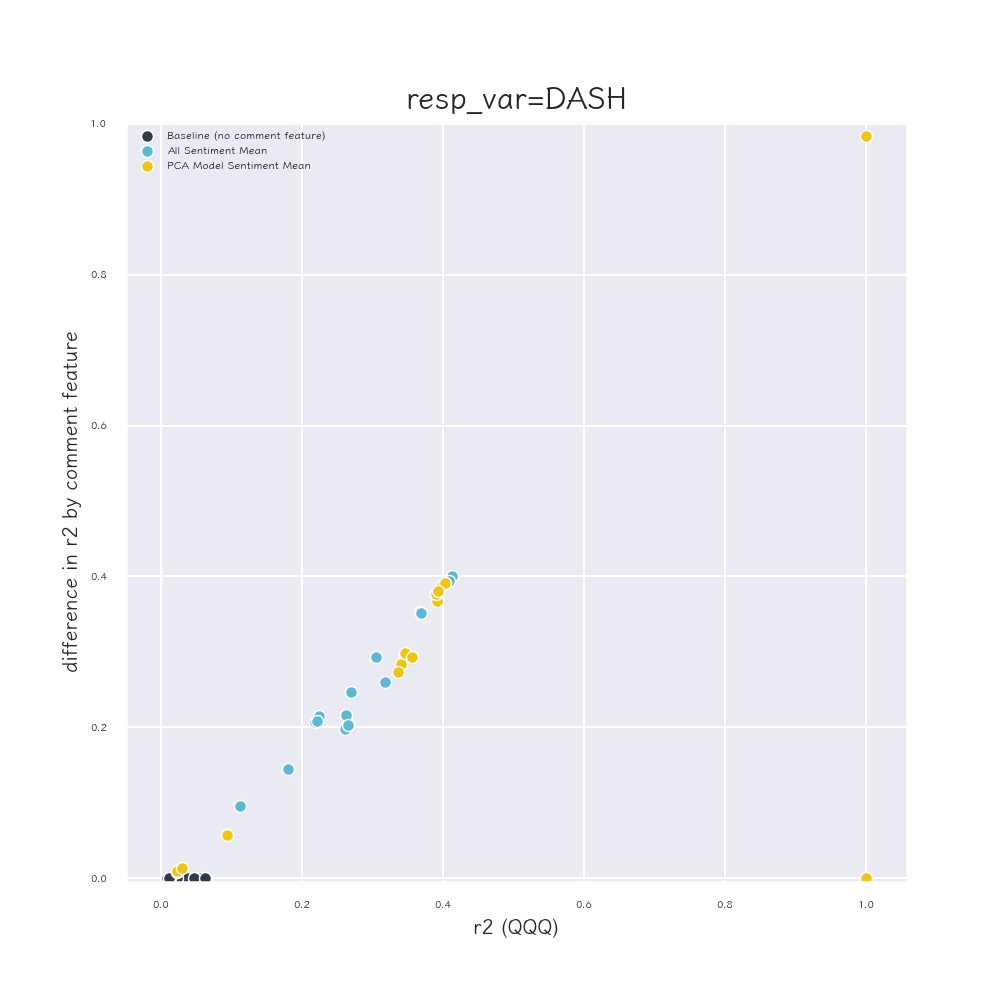 resp_var=DASH
1.0
Baseline (no comment feature)
All Sentiment Mean
PCA Model Sentiment Mean
0.8
0.6
0.4
0.2
0.0
difference in r2 by comment feature
0.0 0.2 0.4 0.6 0.8 1.0
r2 (QQQ)